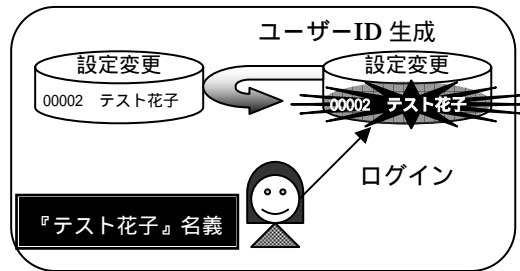 ユーザーID 生成
設定変更
00002 テスト花子
設定変更
00002 テスト花子
ログイン
『テスト花子』名義